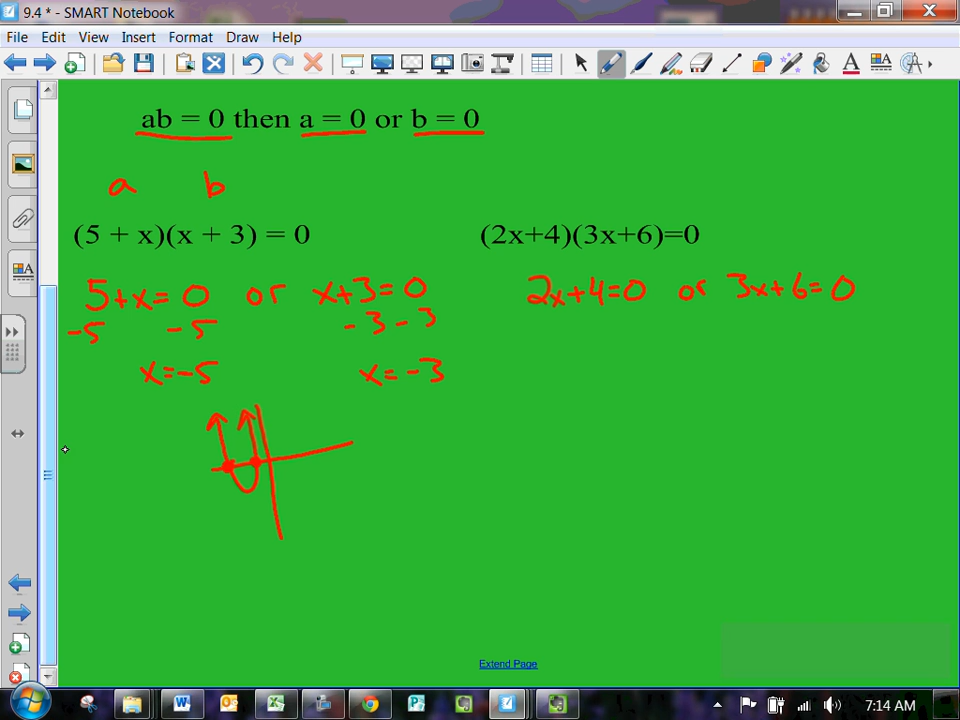 9.4 * - SMART Notebook
File Edit View Insert Format Draw Help
ab = 0 then a = 0 or b = 0
a b
(5 + x)(x + 3) = 0 (2x+4)(3x+6)=0
5+x=0 or x+3=0 2x+4=0 or 3x+6=0
-5 -5 -3 -3
x=-5 x=-3
Extend Page
7:14 AM